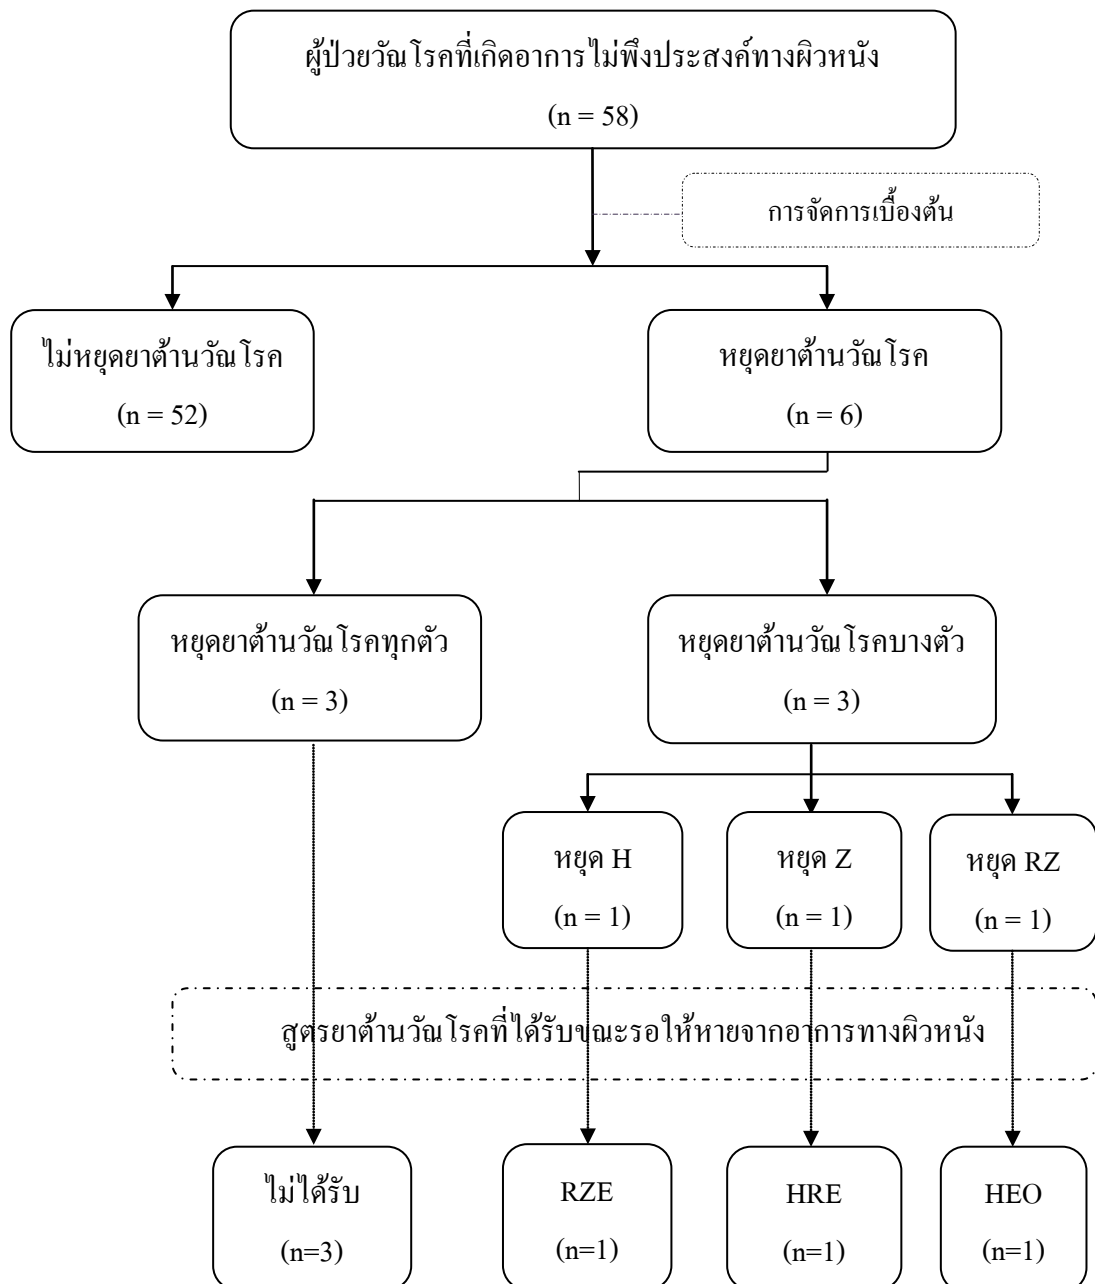 ผู้ป่วยวัณโรคที่เกิดอาการไม่พึงประสงค์ทางผิวหนัง
(n = 58)
การจัดการเบื้องต้น
ไม่หยุดยาต้านวัณโรค
(n = 52)
หยุดยาต้านวัณโรค
(n = 6)
หยุดยาต้านวัณโรคทุกตัว
(n = 3)
หยุดยาต้านวัณโรคบางตัว
(n = 3)
หยุด H
(n = 1)
หยุด Z
(n = 1)
หยุด RZ
(n = 1)
สูตรยาต้านวัณโรคที่ได้รับขณะรอให้หายจากอาการทางผิวหนัง
ไม่ได้รับ
(n=3)
RZE
(n=1)
HRE
(n=1)
HEO
(n=1)